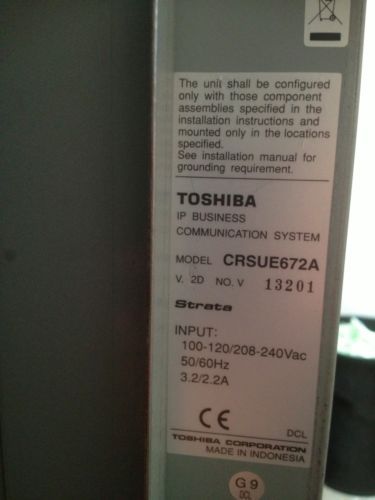 The unit shall be configured
only with those component
assemblies specified in the
installation instructions and
mounted only in the locations
specified.
See installation manual for
grounding requirement.
TOSHIBA
IP BUSINESS
COMMUNICATION SYSTEM
MODEL CRSUE672A
V. 2D NO. V 13201
Strata
INPUT:
100-120/208-240Vac
50/60Hz
3.2/2.2A
CE
DCL
TOSHIBA CORPORATION
MADE IN INDONESIA
G 9
DCL